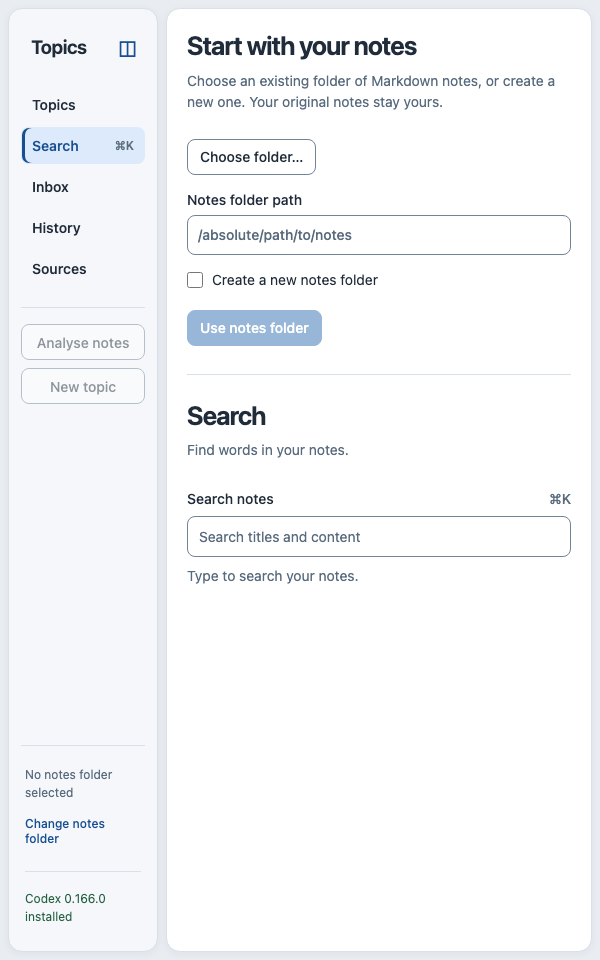 Topics
Topics
Search ⌘K
Inbox
History
Sources
Analyse notes
New topic
No notes folder
selected
Change notes
folder
Codex 0.166.0
installed
Start with your notes
Choose an existing folder of Markdown notes, or create a
new one. Your original notes stay yours.
Choose folder...
Notes folder path
/absolute/path/to/notes
Create a new notes folder
Use notes folder
Search
Find words in your notes.
Search notes ⌘K
Search titles and content
Type to search your notes.